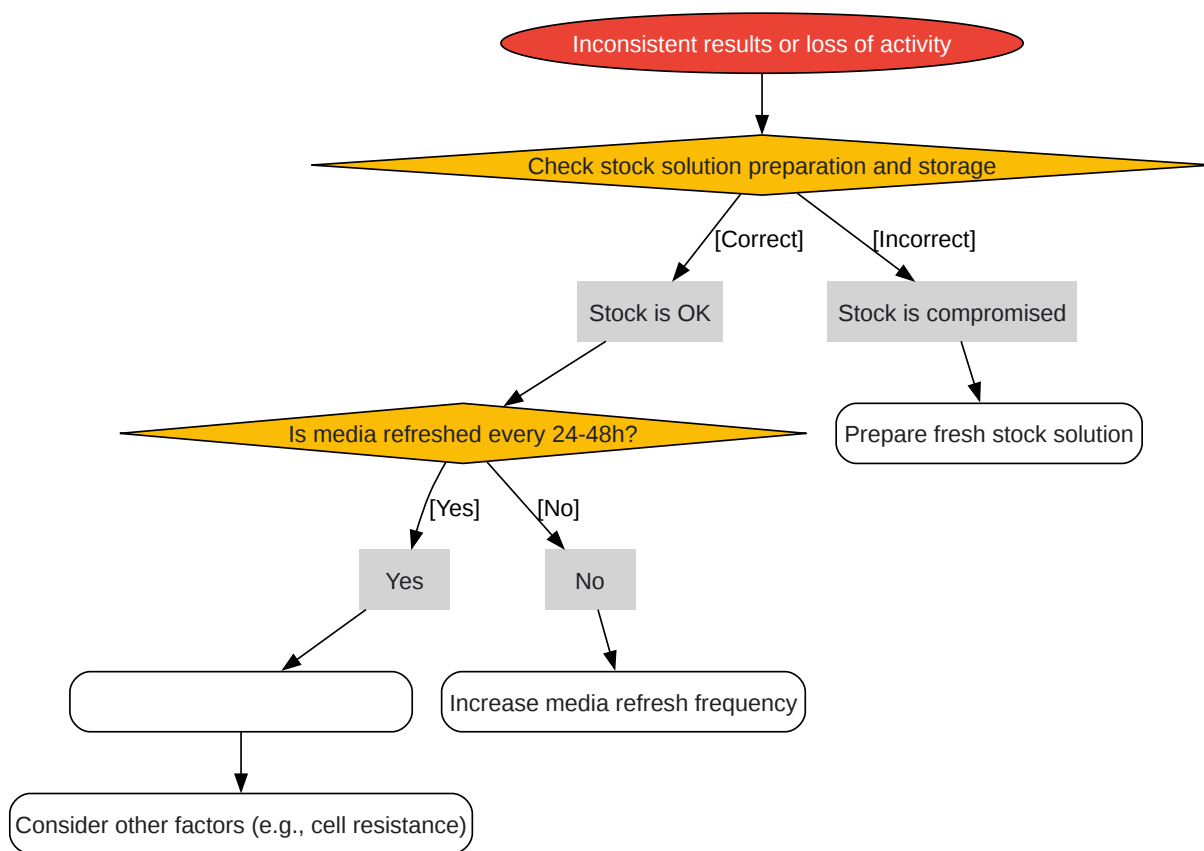 Inconsistent results or loss of activity
Check stock solution preparation and storage
[Correct]
[Incorrect]
Stock is OK
Stock is compromised
Is media refreshed every 24-48h?
Prepare fresh stock solution
[Yes]
[No]
Yes
No
Increase media refresh frequency
Consider other factors (e.g., cell resistance)